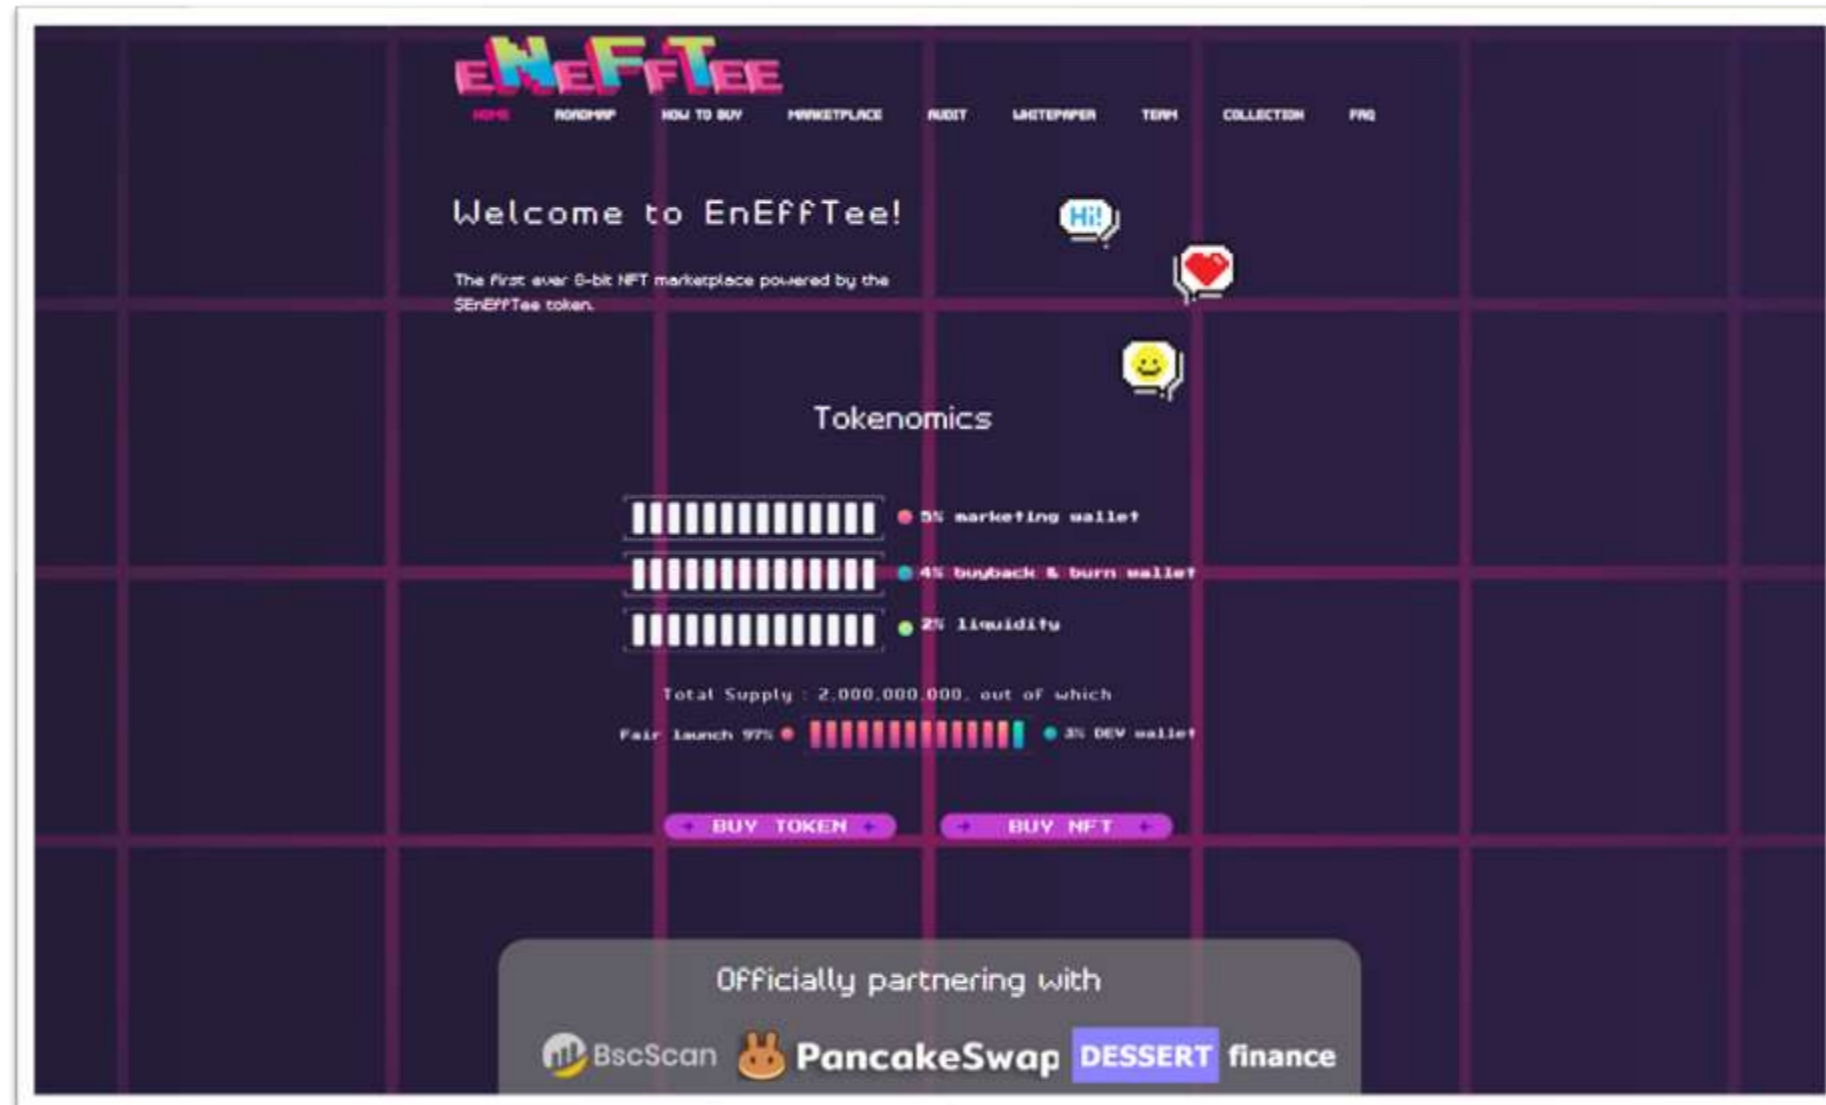 eNeFfTee
HOME ROADMAP HOW TO BUY MARKETPLACE AUDIT WHITEPAPER TEAM COLLECTION FAQ
Welcome to EnEffTee!
Hi!
The first ever 8-bit NFT marketplace powered by the
$EnEffTee token.
Tokenomics
5% marketing wallet
4% buyback & burn wallet
2% liquidity
Total Supply : 2,000,000,000, out of which
Fair launch 97% 3% DEV wallet
BUY TOKEN BUY NFT
Officially partnering with
BscScan PancakeSwap DESSERT finance